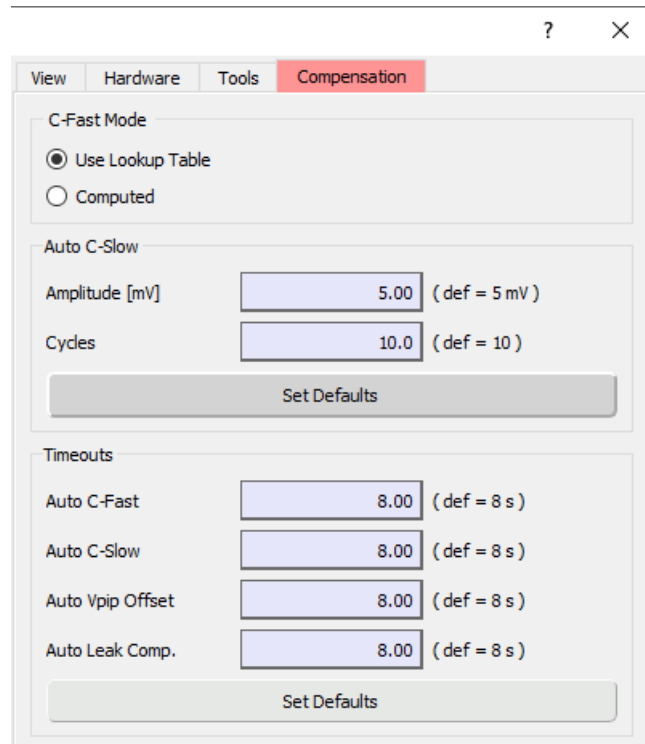 ?
View Hardware Tools Compensation
C-Fast Mode
Use Lookup Table
Computed
Auto C-Slow
Amplitude [mV] 5.00 ( def = 5 mV )
Cycles 10.0 ( def = 10 )
Set Defaults
Timeouts
Auto C-Fast 8.00 ( def = 8 s )
Auto C-Slow 8.00 ( def = 8 s )
Auto Vpip Offset 8.00 ( def = 8 s )
Auto Leak Comp. 8.00 ( def = 8 s )
Set Defaults